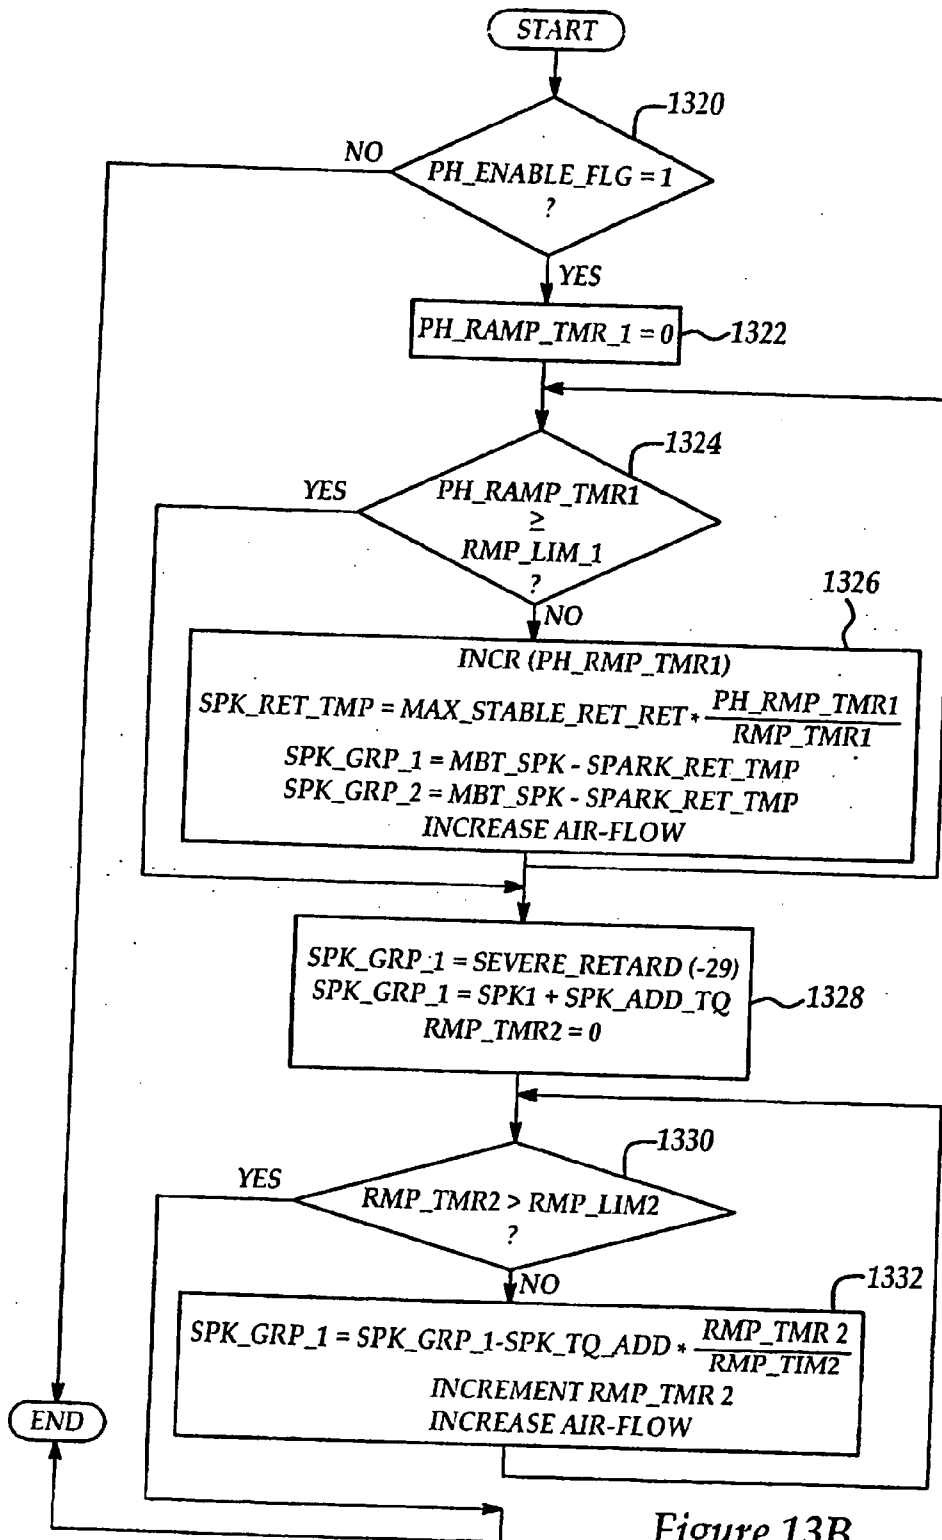 START
1320
NO
PH_ENABLE_FLG = 1
?
YES
PH_RAMP_TMR_1 = 0
1322
1324
YES
PH_RAMP_TMR1
≥
RMP_LIM_1
?
NO
1326
INCR (PH_RMP_TMR1)
SPK_RET_TMP = MAX_STABLE_RET_RET * PH_RMP_TMR1
RMP_TMR1
SPK_GRP_1 = MBT_SPK - SPARK_RET_TMP
SPK_GRP_2 = MBT_SPK - SPARK_RET_TMP
INCREASE AIR-FLOW
SPK_GRP_1 = SEVERE_RETARD (-29)
SPK_GRP_1 = SPK1 + SPK_ADD_TQ
RMP_TMR2 = 0
1328
1330
YES
RMP_TMR2 > RMP_LIM2
?
NO
1332
SPK_GRP_1 = SPK_GRP_1-SPK_TQ_ADD * RMP_TMR 2
RMP_TIM2
INCREMENT RMP_TMR 2
INCREASE AIR-FLOW
END
Figure 13B